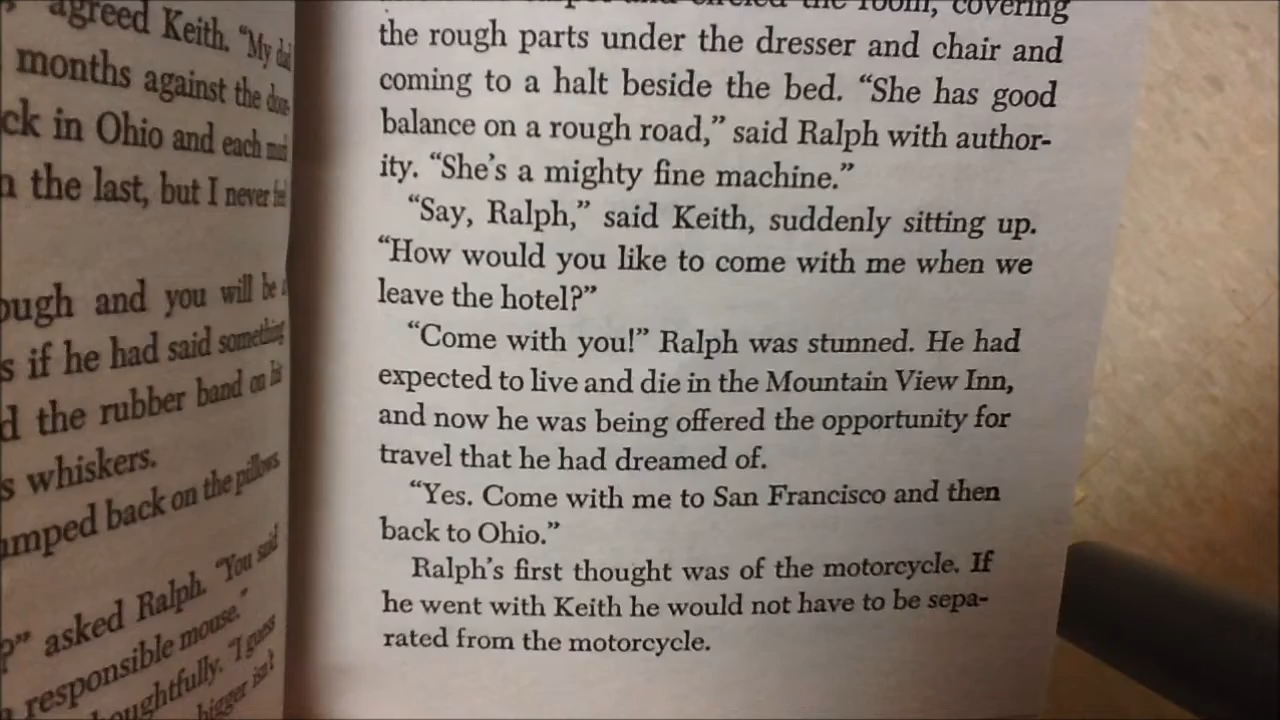 agreed Keith. "My
months against the
in Ohio and each
the last, but I never
and you will be
if he had said something
the rubber band on his
whiskers.
back on the pillows.
asked Ralph. "You said
responsible mouse."
"I guess
bigger isn't
the room, covering
the rough parts under the dresser and chair and
coming to a halt beside the bed. “She has good
balance on a rough road,” said Ralph with author-
ity. “She’s a mighty fine machine.”
“Say, Ralph,” said Keith, suddenly sitting up.
“How would you like to come with me when we
leave the hotel?”
“Come with you!” Ralph was stunned. He had
expected to live and die in the Mountain View Inn,
and now he was being offered the opportunity for
travel that he had dreamed of.
“Yes. Come with me to San Francisco and then
back to Ohio.”
Ralph’s first thought was of the motorcycle. If
he went with Keith he would not have to be sepa-
rated from the motorcycle.